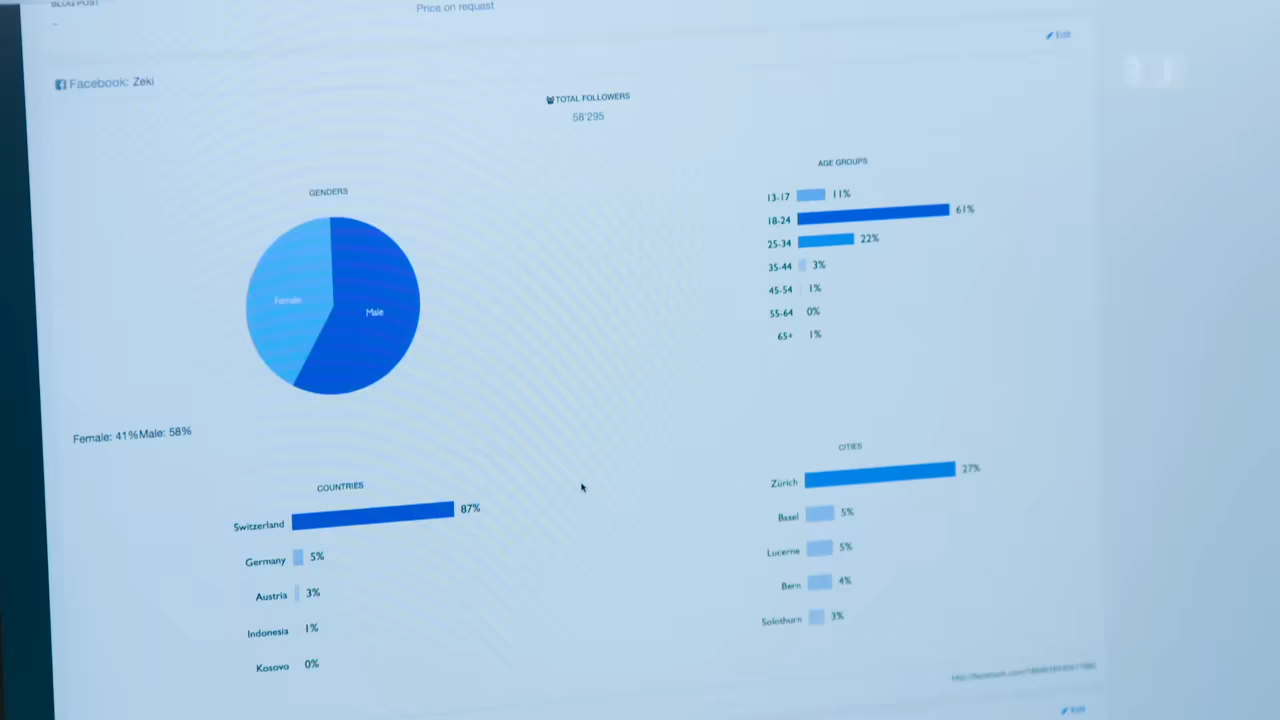 BLOG POST
Price on request
-
Edit
Facebook: Zeki
TOTAL FOLLOWERS
58'295
GENDERS
Female
Male
Female: 41%Male: 58%
AGE GROUPS
13-17 11%
18-24 61%
25-34 22%
35-44 3%
45-54 1%
55-64 0%
65+ 1%
COUNTRIES
Switzerland 87%
Germany 5%
Austria 3%
Indonesia 1%
Kosovo 0%
CITIES
Zürich 27%
Basel 5%
Lucerne 5%
Bern 4%
Solothurn 3%
Edit